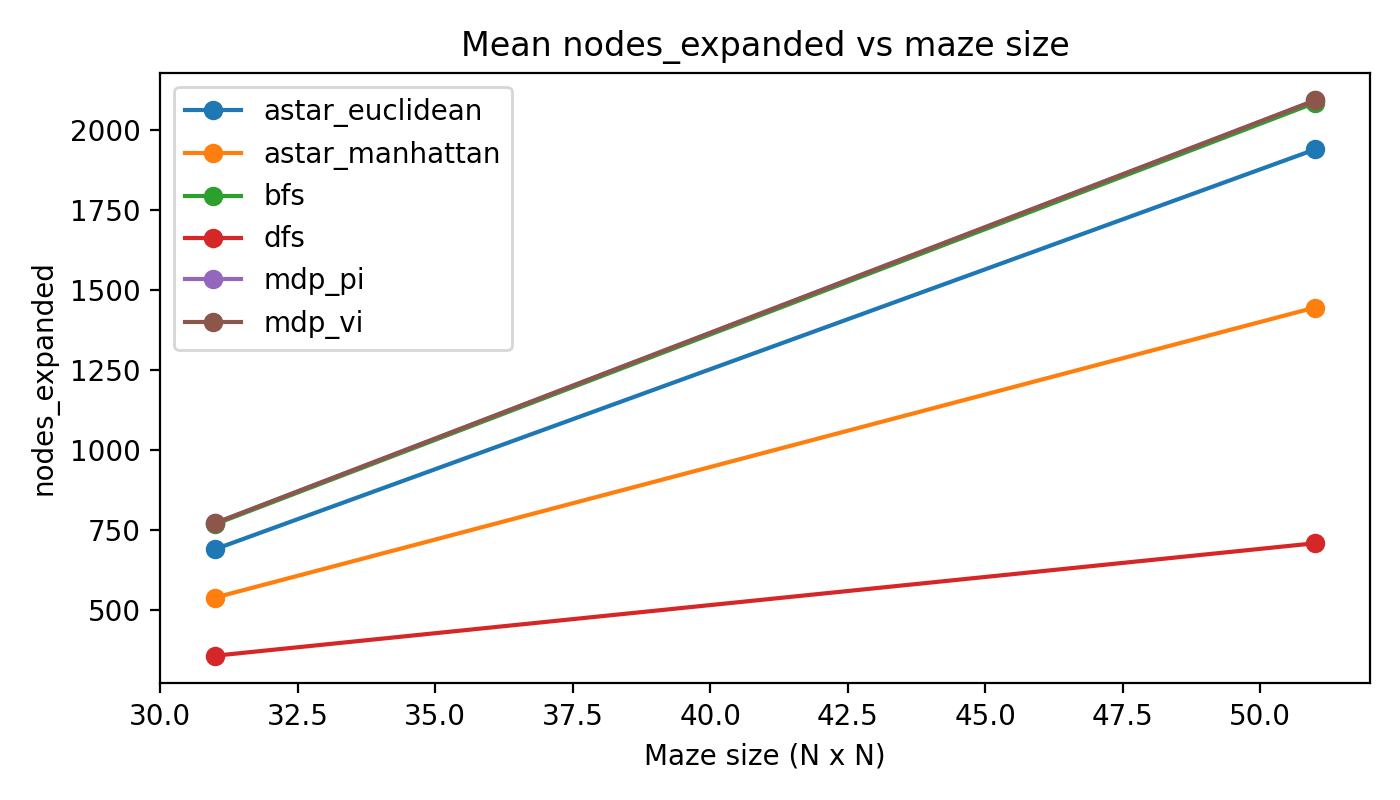 Mean nodes_expanded vs maze size
astar_euclidean
astar_manhattan
bfs
dfs
mdp_pi
mdp_vi
nodes_expanded
2000
1750
1500
1250
1000
750
500
30.0 32.5 35.0 37.5 40.0 42.5 45.0 47.5 50.0
Maze size (N x N)